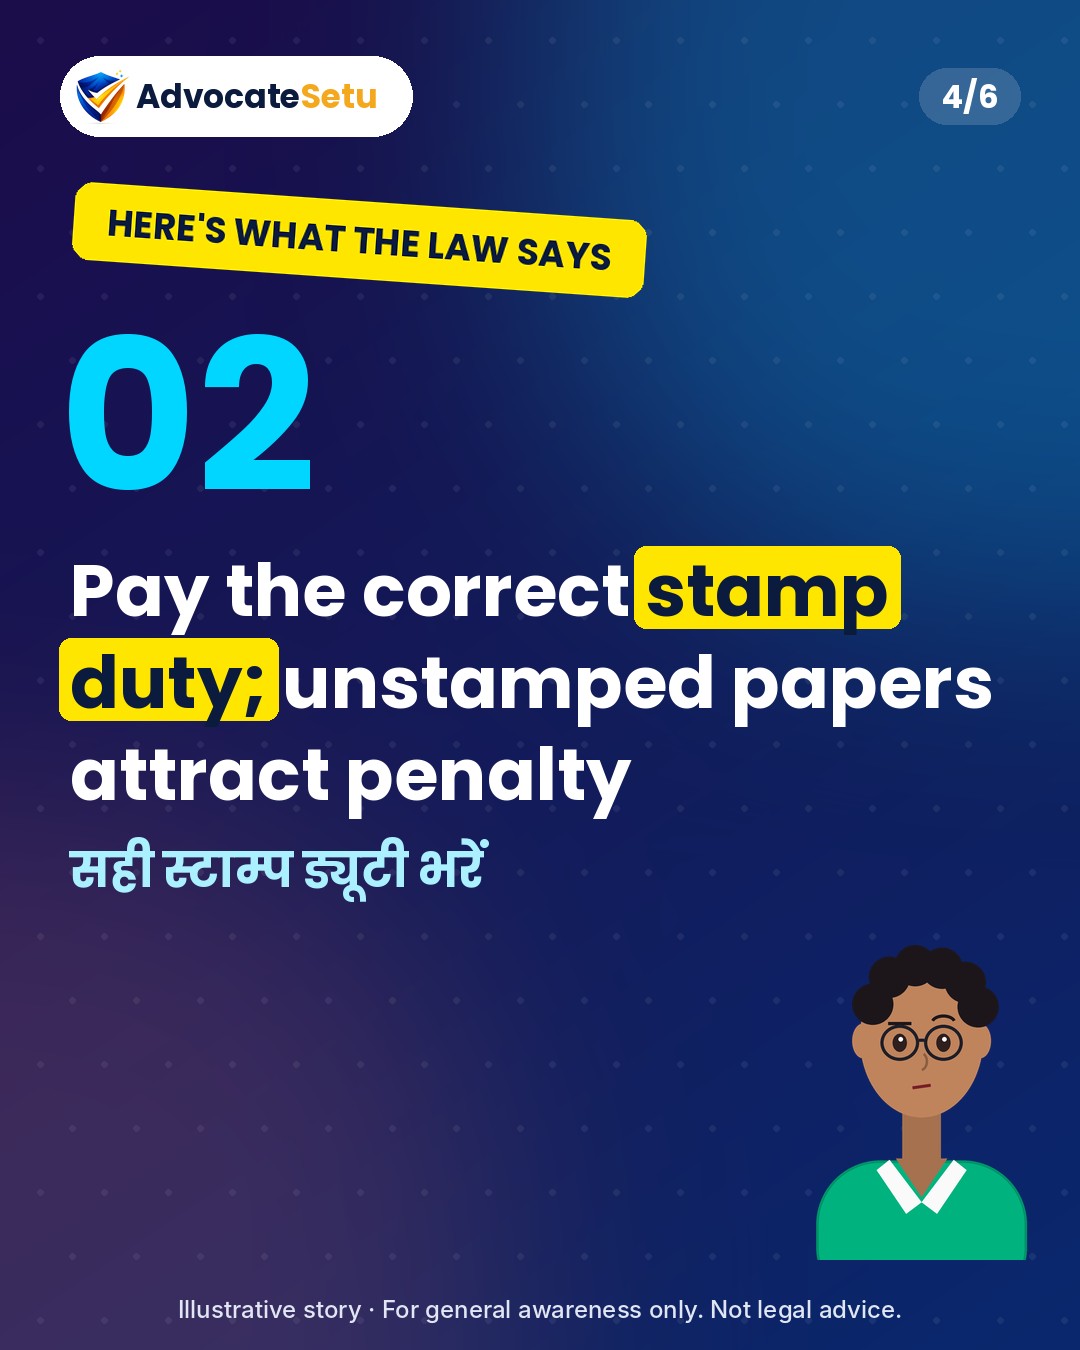 AdvocateSetu
4/6
HERE'S WHAT THE LAW SAYS
02
Pay the correct stamp
duty; unstamped papers
attract penalty
सही स्टाम्प ड्यूटी भरें
Illustrative story · For general awareness only. Not legal advice.